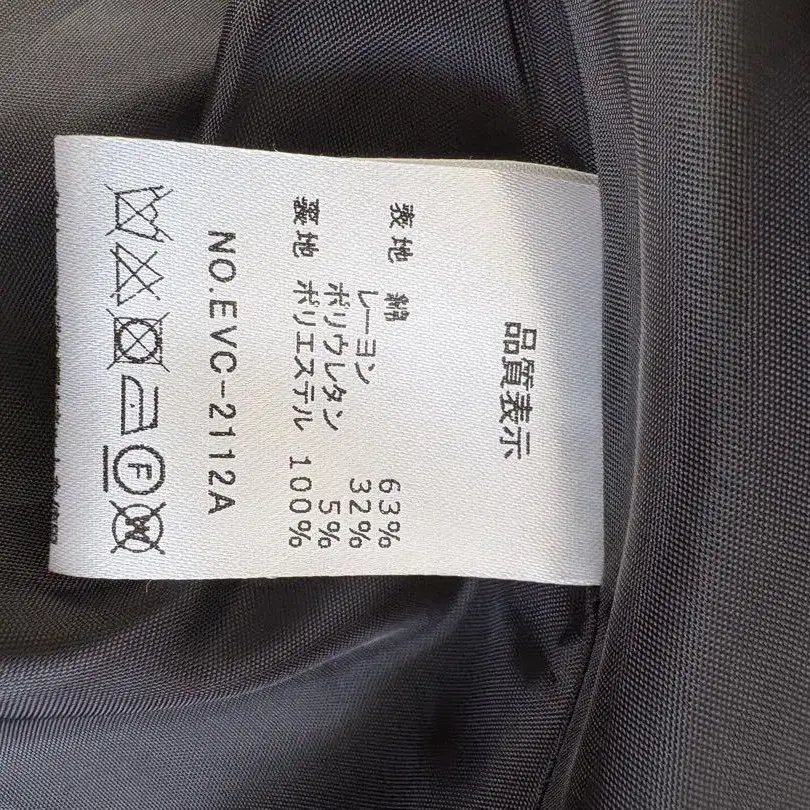 品質表示
表地 綿 63%
レーヨン 32%
ポリウレタン 5%
裏地 ポリエステル 100%
NO.EVC-2112A
F W